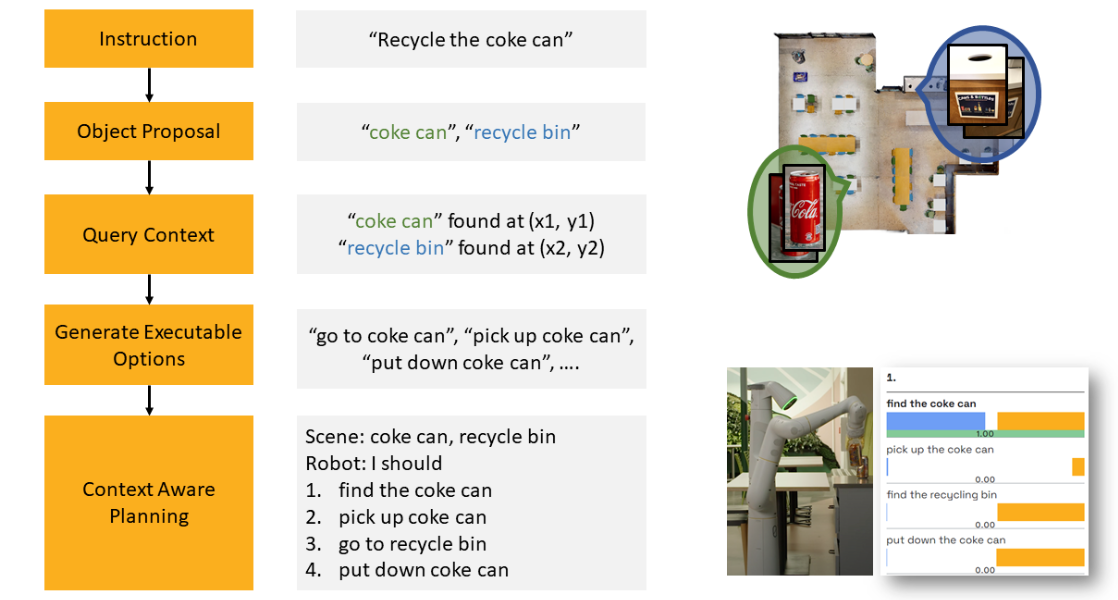 Instruction
“Recycle the coke can”
Object Proposal
“coke can”, “recycle bin”
Query Context
“coke can” found at (x1, y1)
“recycle bin” found at (x2, y2)
Generate Executable
Options
“go to coke can”, “pick up coke can”,
“put down coke can”, ....
Context Aware
Planning
Scene: coke can, recycle bin
Robot: I should
1. find the coke can
2. pick up coke can
3. go to recycle bin
4. put down coke can
Cola
1.
find the coke can
1.00
pick up the coke can
0.00
find the recycling bin
0.00
put down the coke can
0.00